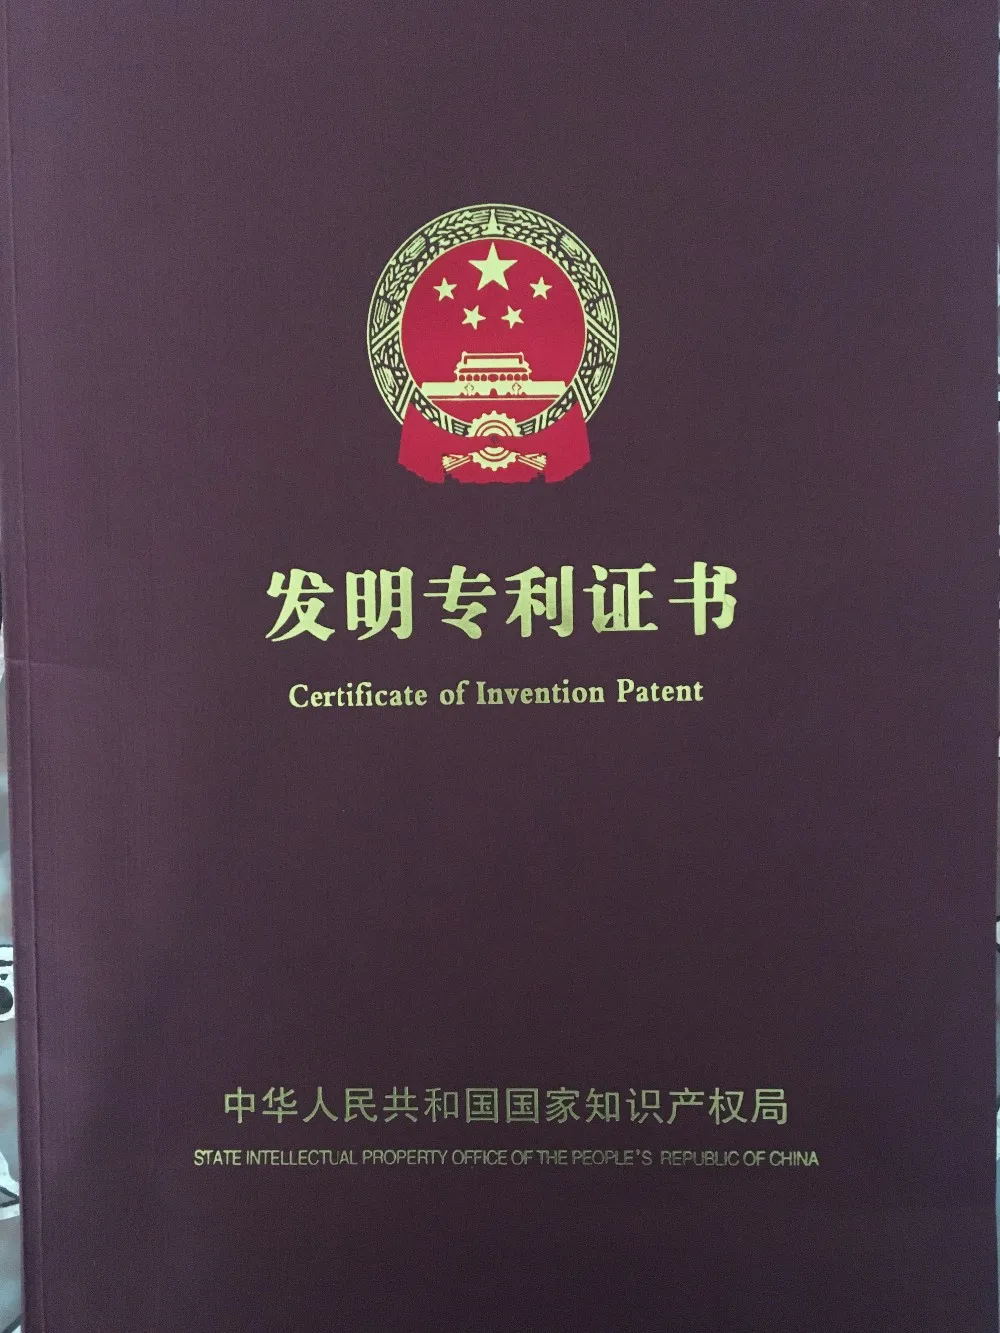 发明专利证书
Certificate of Invention Patent
中华人民共和国国家知识产权局
STATE INTELLECTUAL PROPERTY OFFICE OF THE PEOPLE'S REPUBLIC OF CHINA